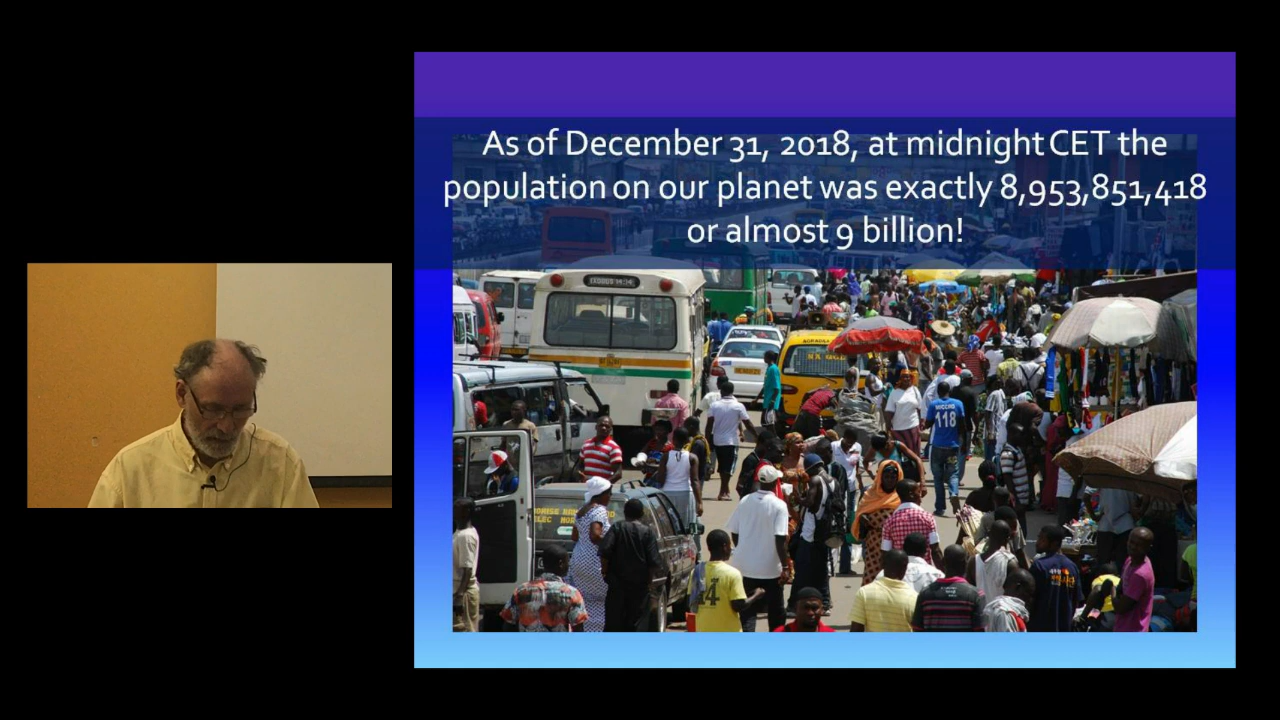 As of December 31, 2018, at midnight CET the
population on our planet was exactly 8,953,851,418
or almost 9 billion!
118